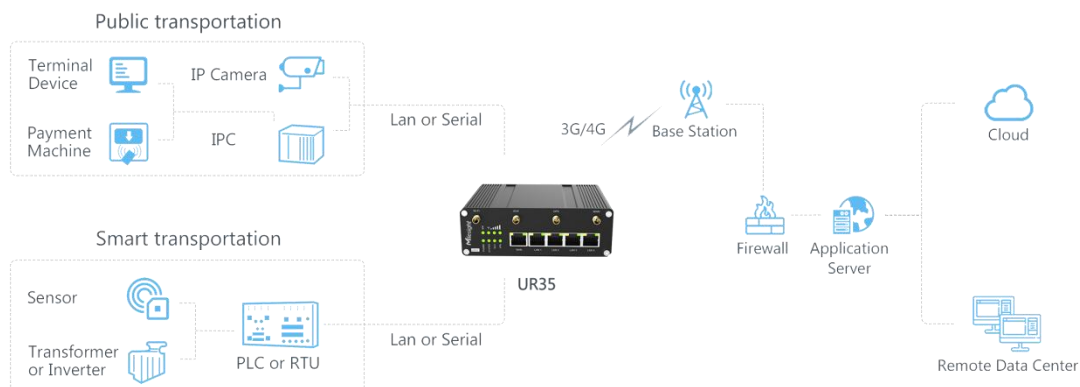 Public transportation
Terminal
Device
IP Camera
Payment
Machine
IPC
Lan or Serial
3G/4G
Base Station
Cloud
Smart transportation
Milesight
UR35
Firewall
Application
Server
Sensor
Transformer
or Inverter
PLC or RTU
Lan or Serial
Remote Data Center